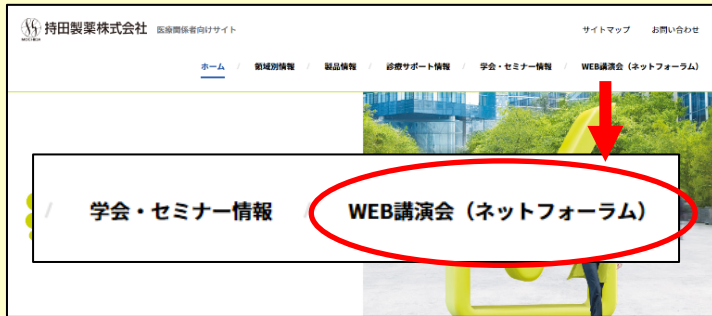 持田製薬株式会社 医療関係者向けサイト
サイトマップ お問い合わせ
ホーム / 領域別情報 / 製品情報 / 診療サポート情報 / 学会・セミナー情報 / WEB講演会（ネットフォーラム）
/ 学会・セミナー情報 / WEB講演会（ネットフォーラム）